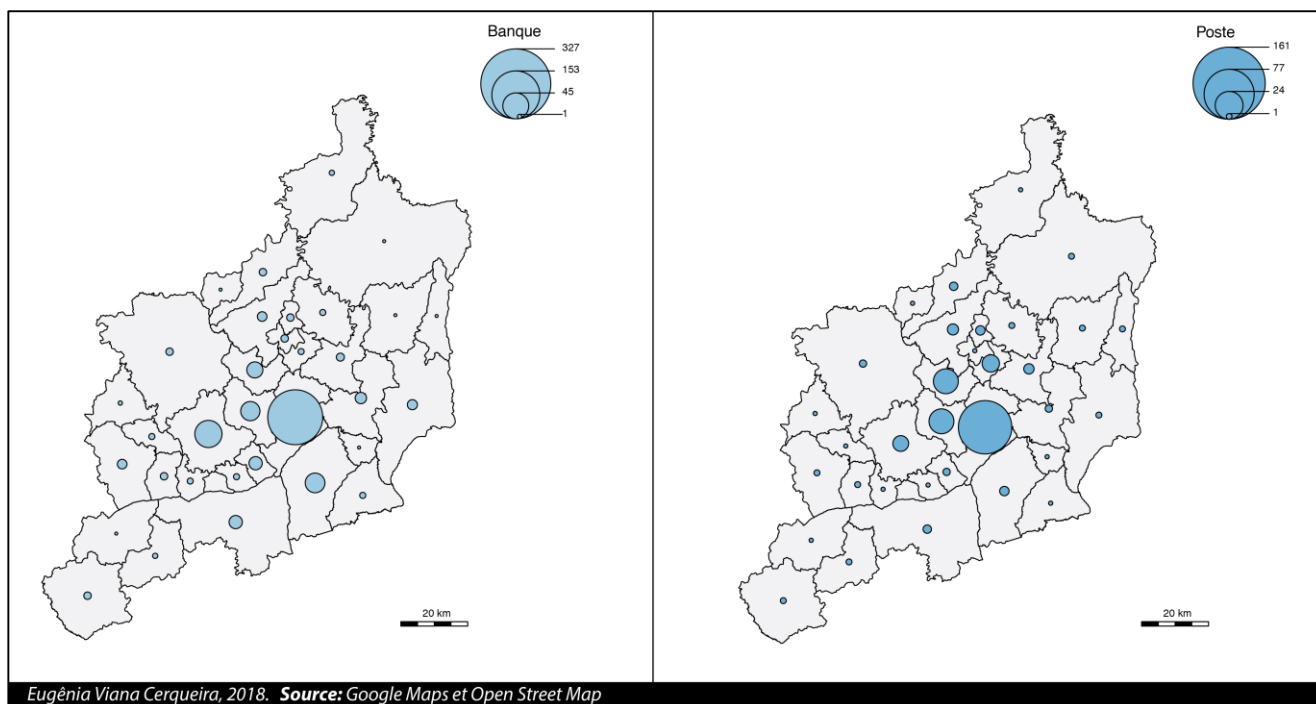 Banque
327
153
45
1
20 km
Poste
161
77
24
1
20 km
Eugênia Viana Cerqueira, 2018. Source: Google Maps et Open Street Map